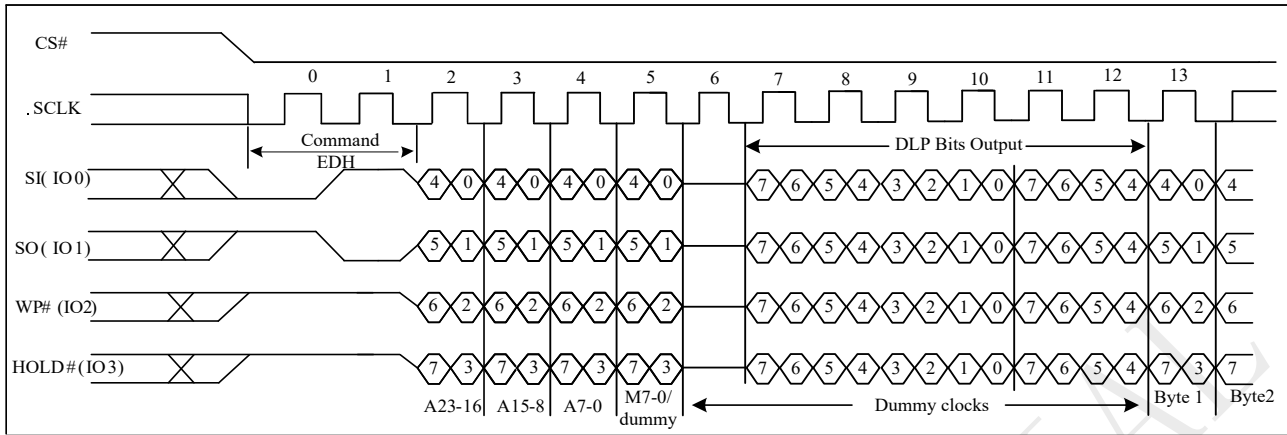 CS#
0 1 2 3 4 5 6 7 8 9 10 11 12 13
.SCLK
Command
EDH
DLP Bits Output
SI( IO0)
4 0 4 0 4 0 4 0 7 6 5 4 3 2 1 0 7 6 5 4 4 0 4
SO( IO1)
5 1 5 1 5 1 5 1 7 6 5 4 3 2 1 0 7 6 5 4 5 1 5
WP# (IO2)
6 2 6 2 6 2 6 2 7 6 5 4 3 2 1 0 7 6 5 4 6 2 6
HOLD#(IO3)
7 3 7 3 7 3 7 3 7 6 5 4 3 2 1 0 7 6 5 4 7 3 7
A23-16 A15-8 A7-0 M7-0/
dummy
Dummy clocks
Byte 1
Byte2